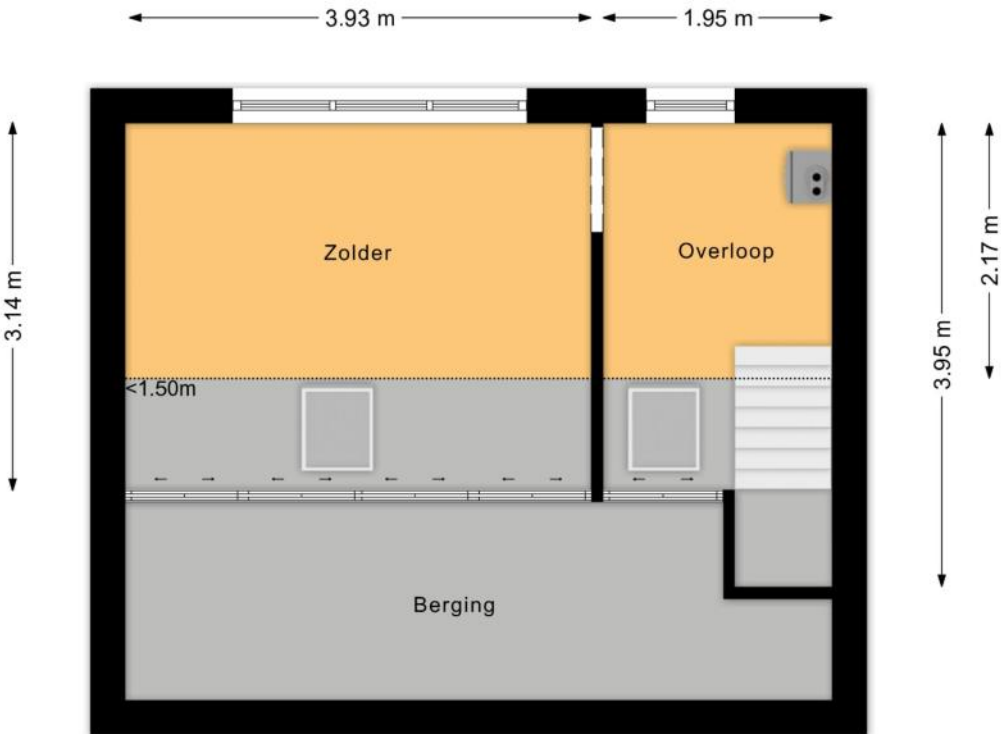 3.93 m
1.95 m
3.14 m
Zolder
Overloop
2.17 m
3.95 m
<1.50m
Berging